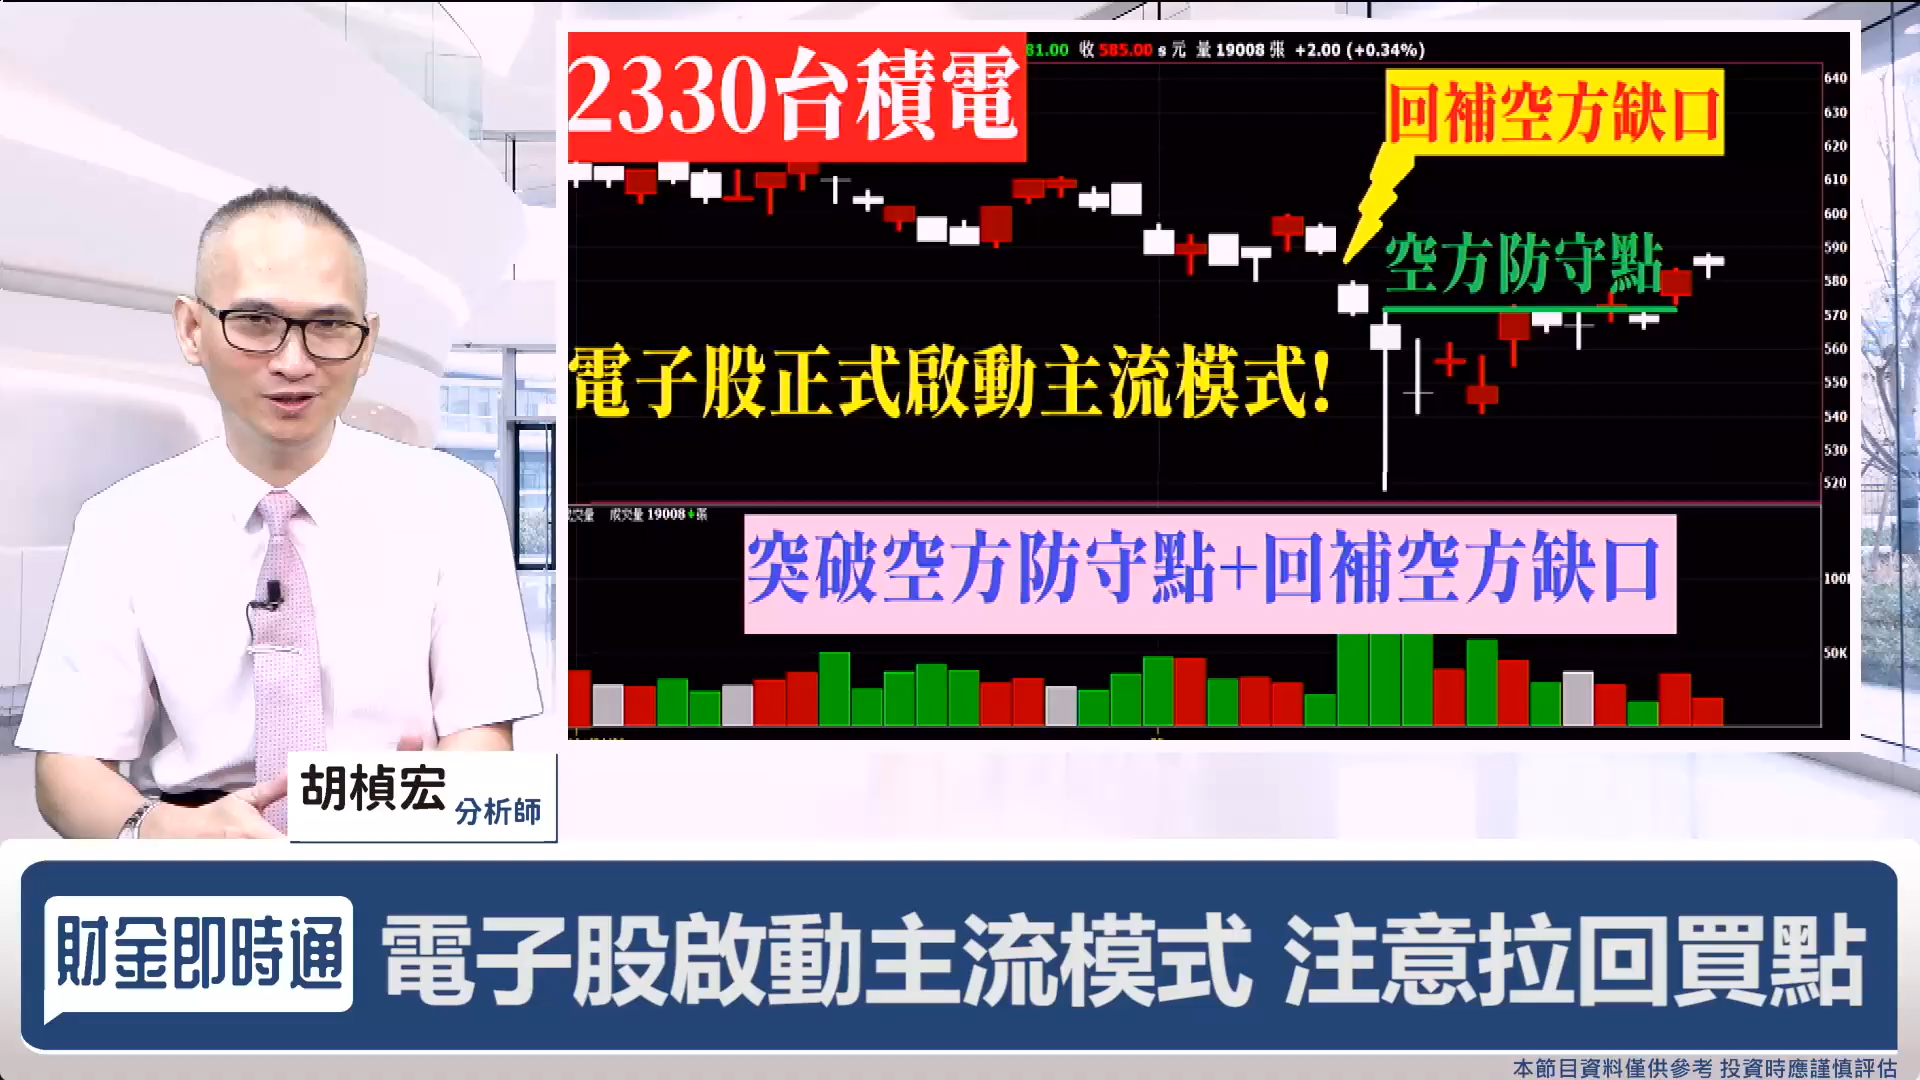 2330台積電
81.00 收 585.00 s 元 量 19008 張 +2.00 (+0.34%)
回補空方缺口
空方防守點
電子股正式啟動主流模式!
640
630
620
610
600
590
580
570
560
550
540
530
520
成交量 19008 張
突破空方防守點+回補空方缺口
100
50K
胡楨宏 分析師
財金即時通
電子股啟動主流模式 注意拉回買點
本節目資料僅供參考 投資時應謹慎評估